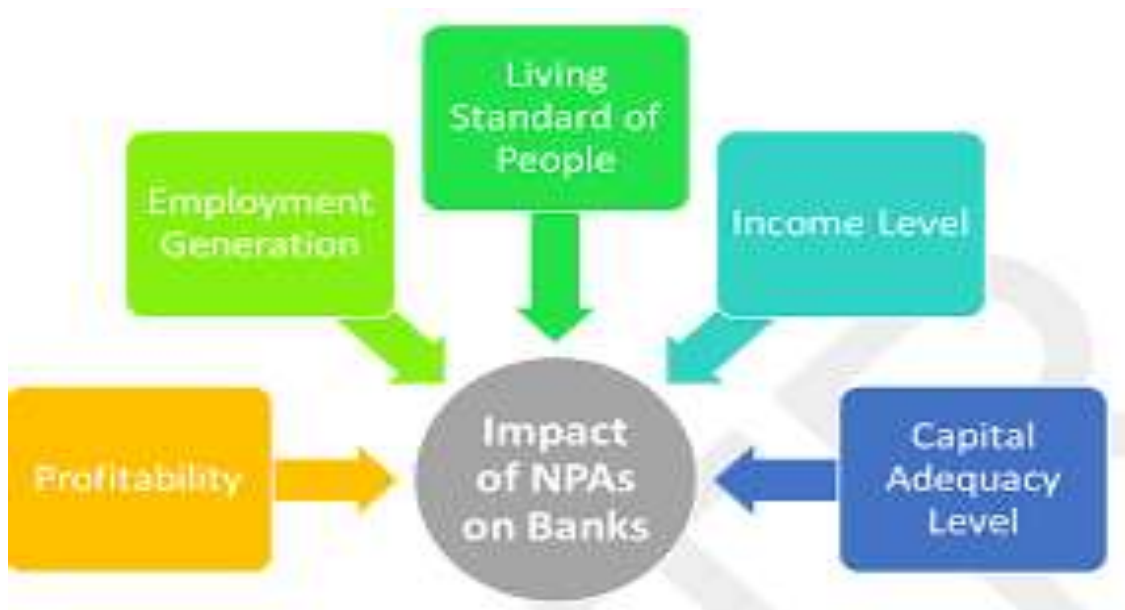 Living
Standard of
People
Employment
Generation
Income Level
Profitability
Impact
of NPAs
on Banks
Capital
Adequacy
Level